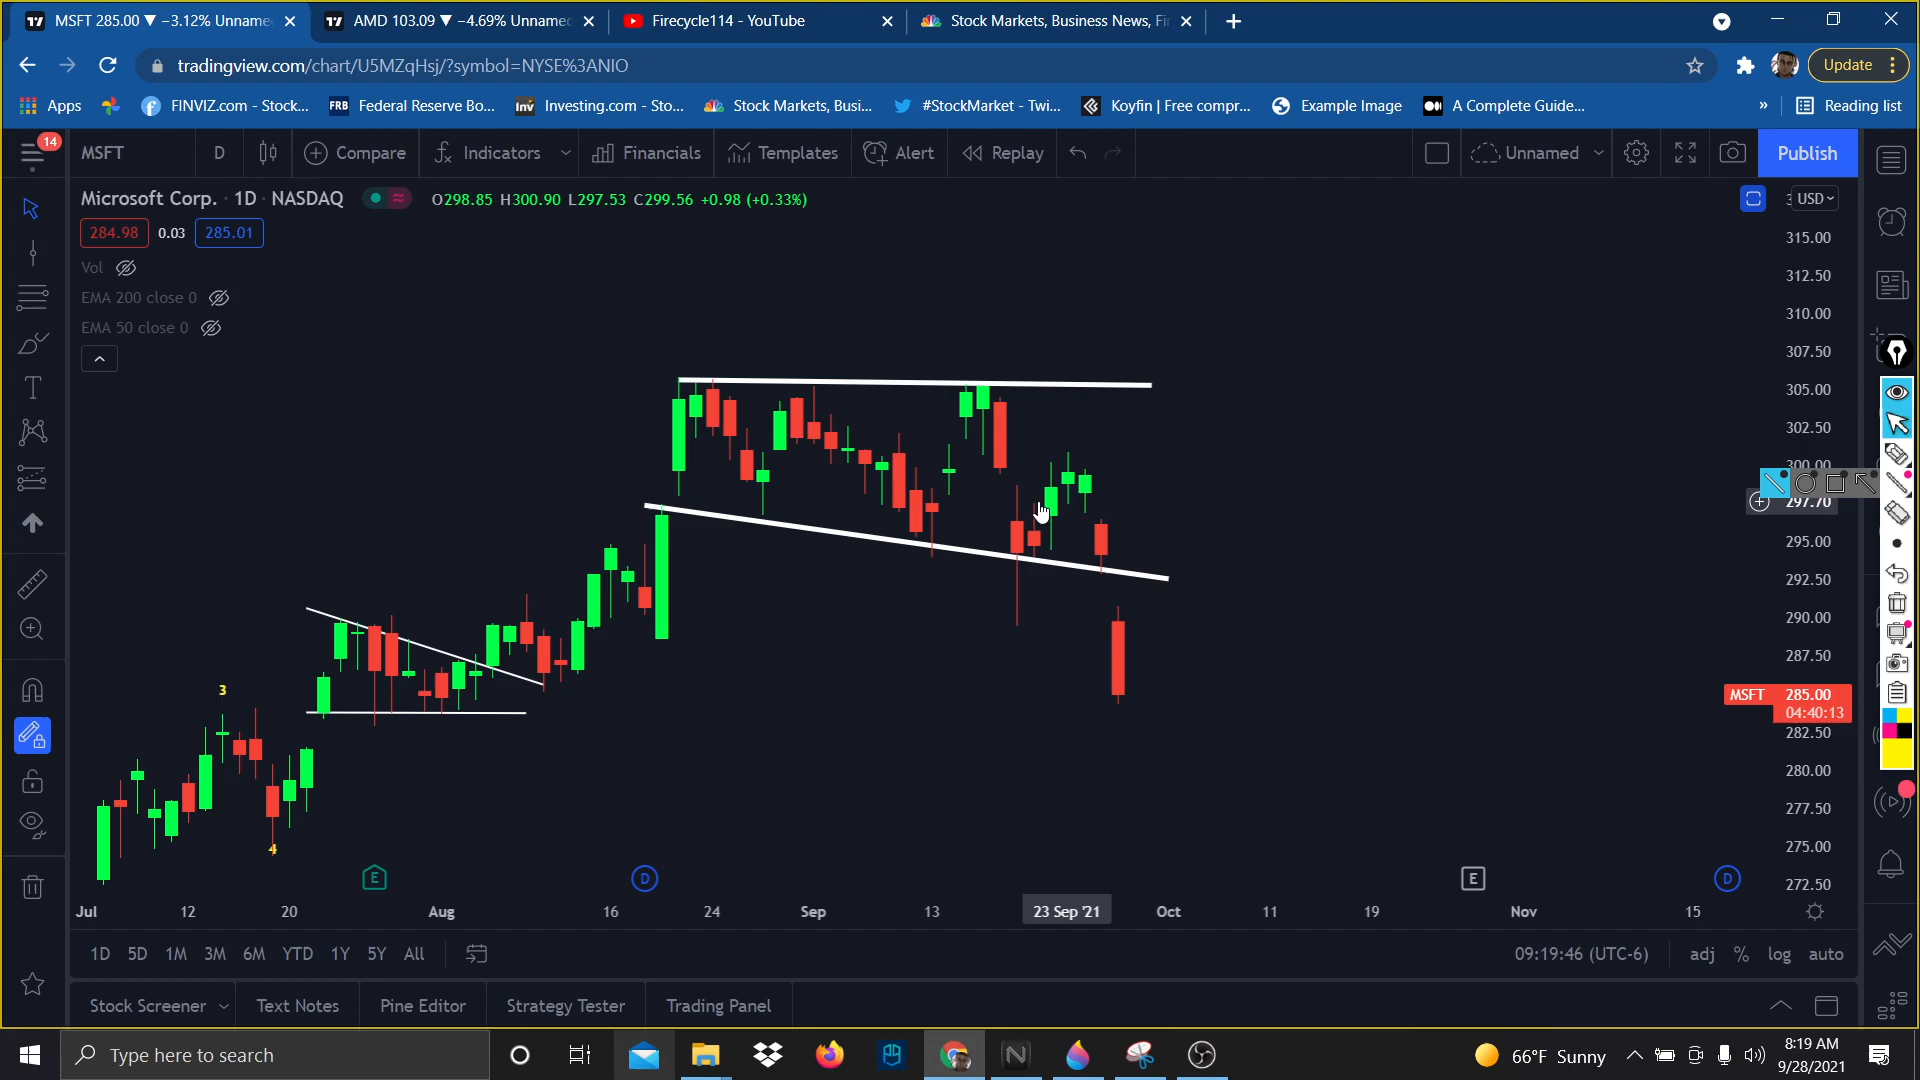 MSFT 285.00 ▼ −3.12% Unname
AMD 103.09 ▼ −4.69% Unname
Firecycle114 - YouTube
Stock Markets, Business News, Fi
tradingview.com/chart/U5MZqHsj/?symbol=NYSE%3ANIO
Update
Apps
FINVIZ.com - Stock...
FRB Federal Reserve Bo...
Inv Investing.com - Sto...
Stock Markets, Busi...
#StockMarket - Twi...
Koyfin | Free compr...
Example Image
A Complete Guide...
»
Reading list
14
MSFT
D
Compare
Indicators
Financials
Templates
Alert
Replay
Unnamed
Publish
Microsoft Corp. · 1D · NASDAQ
O298.85 H300.90 L297.53 C299.56 +0.98 (+0.33%)
USD
284.98
0.03
285.01
Vol
EMA 200 close 0
EMA 50 close 0
315.00
312.50
310.00
307.50
305.00
302.50
300.00
297.70
295.00
292.50
290.00
287.50
MSFT 285.00
04:40:13
282.50
280.00
277.50
275.00
272.50
3
4
E
D
E
D
Jul
12
20
Aug
16
24
Sep
13
23 Sep '21
Oct
11
19
Nov
15
1D 5D 1M 3M 6M YTD 1Y 5Y All
09:19:46 (UTC-6)
adj
%
log
auto
Stock Screener
Text Notes
Pine Editor
Strategy Tester
Trading Panel
Type here to search
66°F Sunny
8:19 AM
9/28/2021